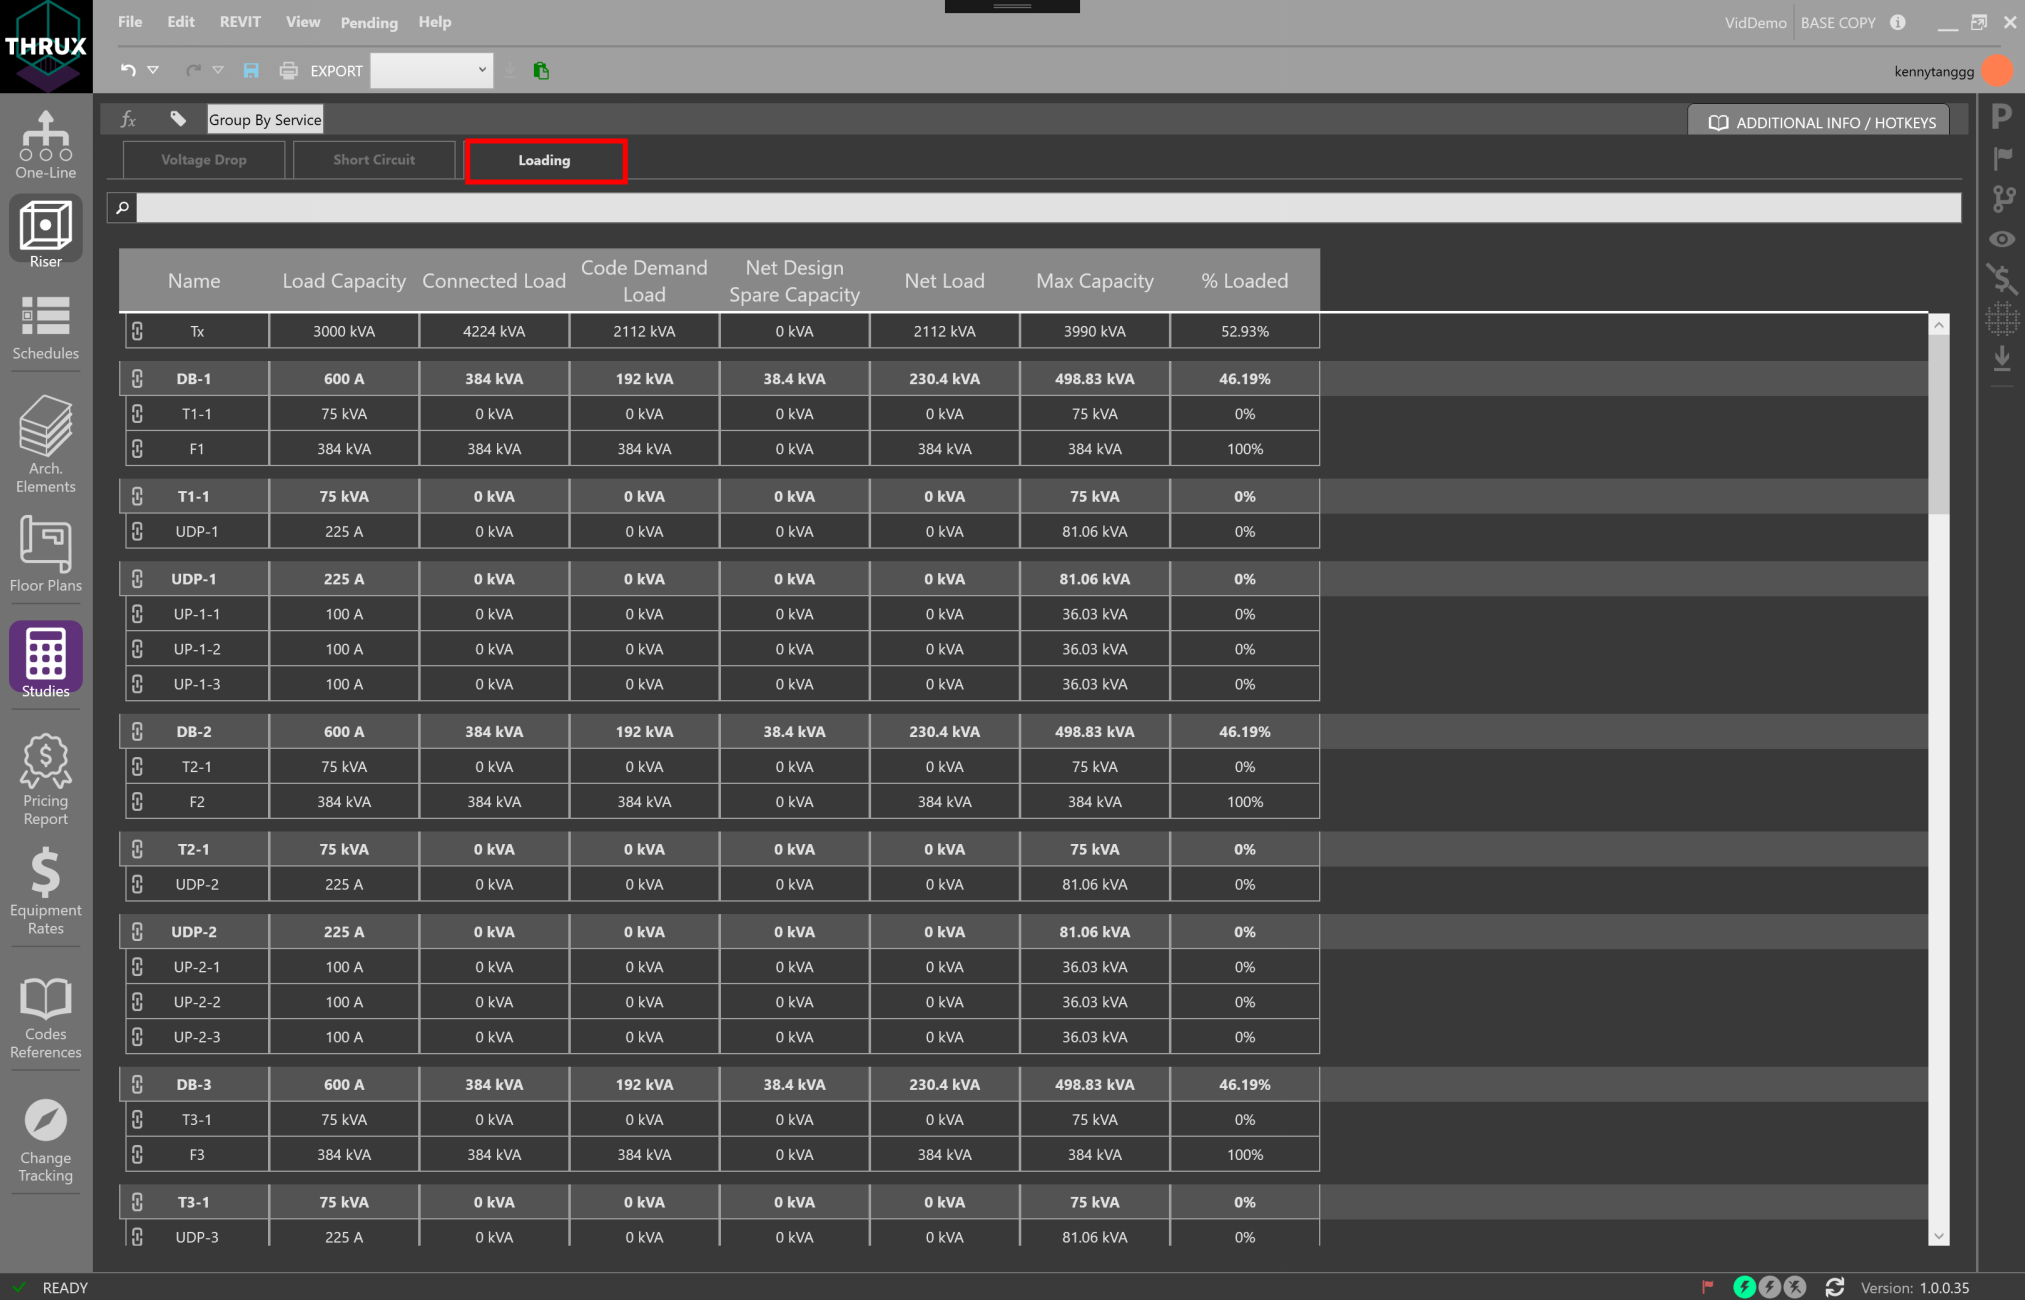 THRUX
File Edit REVIT View Pending Help
VidDemo BASE COPY
EXPORT
kennytanggg
fx Group By Service
ADDITIONAL INFO / HOTKEYS
Voltage Drop Short Circuit Loading
One-Line
Riser
Schedules
Arch.
Elements
Floor Plans
Studies
Pricing
Report
Equipment
Rates
Codes
References
Change
Tracking
P
Name Load Capacity Connected Load Code Demand Load Net Design Spare Capacity Net Load Max Capacity % Loaded
Tx 3000 kVA 4224 kVA 2112 kVA 0 kVA 2112 kVA 3990 kVA 52.93%
DB-1 600 A 384 kVA 192 kVA 38.4 kVA 230.4 kVA 498.83 kVA 46.19%
T1-1 75 kVA 0 kVA 0 kVA 0 kVA 0 kVA 75 kVA 0%
F1 384 kVA 384 kVA 384 kVA 0 kVA 384 kVA 384 kVA 100%
T1-1 75 kVA 0 kVA 0 kVA 0 kVA 0 kVA 75 kVA 0%
UDP-1 225 A 0 kVA 0 kVA 0 kVA 0 kVA 81.06 kVA 0%
UDP-1 225 A 0 kVA 0 kVA 0 kVA 0 kVA 81.06 kVA 0%
UP-1-1 100 A 0 kVA 0 kVA 0 kVA 0 kVA 36.03 kVA 0%
UP-1-2 100 A 0 kVA 0 kVA 0 kVA 0 kVA 36.03 kVA 0%
UP-1-3 100 A 0 kVA 0 kVA 0 kVA 0 kVA 36.03 kVA 0%
DB-2 600 A 384 kVA 192 kVA 38.4 kVA 230.4 kVA 498.83 kVA 46.19%
T2-1 75 kVA 0 kVA 0 kVA 0 kVA 0 kVA 75 kVA 0%
F2 384 kVA 384 kVA 384 kVA 0 kVA 384 kVA 384 kVA 100%
T2-1 75 kVA 0 kVA 0 kVA 0 kVA 0 kVA 75 kVA 0%
UDP-2 225 A 0 kVA 0 kVA 0 kVA 0 kVA 81.06 kVA 0%
UDP-2 225 A 0 kVA 0 kVA 0 kVA 0 kVA 81.06 kVA 0%
UP-2-1 100 A 0 kVA 0 kVA 0 kVA 0 kVA 36.03 kVA 0%
UP-2-2 100 A 0 kVA 0 kVA 0 kVA 0 kVA 36.03 kVA 0%
UP-2-3 100 A 0 kVA 0 kVA 0 kVA 0 kVA 36.03 kVA 0%
DB-3 600 A 384 kVA 192 kVA 38.4 kVA 230.4 kVA 498.83 kVA 46.19%
T3-1 75 kVA 0 kVA 0 kVA 0 kVA 0 kVA 75 kVA 0%
F3 384 kVA 384 kVA 384 kVA 0 kVA 384 kVA 384 kVA 100%
T3-1 75 kVA 0 kVA 0 kVA 0 kVA 0 kVA 75 kVA 0%
UDP-3 225 A 0 kVA 0 kVA 0 kVA 0 kVA 81.06 kVA 0%
READY
Version: 1.0.0.35